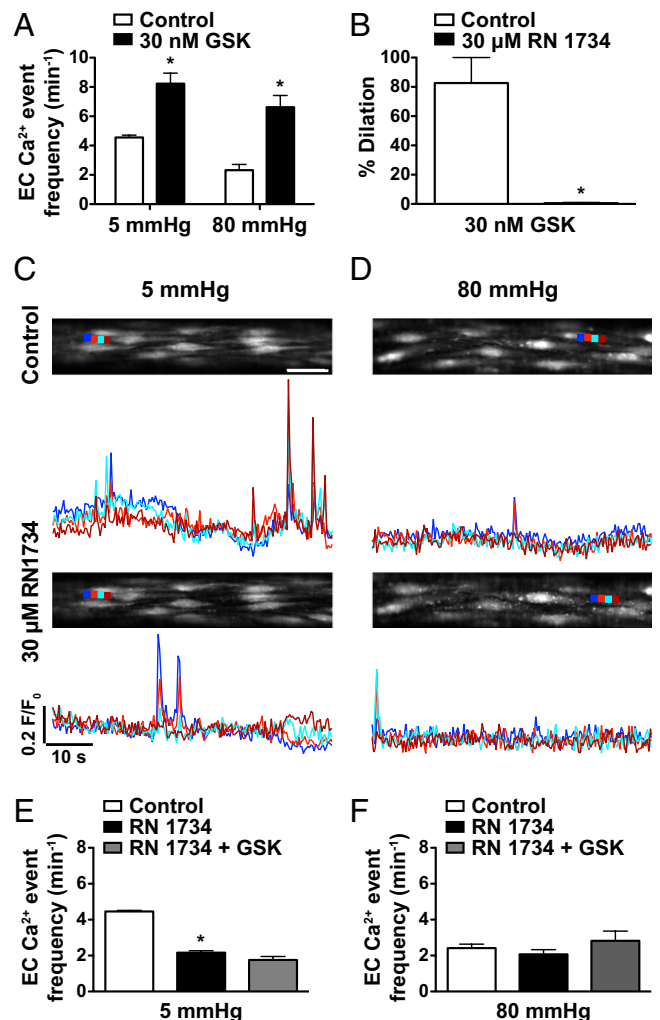 A
Control
30 nM GSK
EC Ca²⁺ event
frequency (min⁻¹)
10
8
6
4
2
0
*
*
5 mmHg
80 mmHg
B
Control
30 µM RN 1734
% Dilation
100
80
60
40
20
0
*
30 nM GSK
C
5 mmHg
D
80 mmHg
Control
30 µM RN1734
0.2 F/F₀
10 s
E
Control
RN 1734
RN 1734 + GSK
EC Ca²⁺ event
frequency (min⁻¹)
8
6
4
2
0
*
5 mmHg
F
Control
RN 1734
RN 1734 + GSK
EC Ca²⁺ event
frequency (min⁻¹)
8
6
4
2
0
80 mmHg